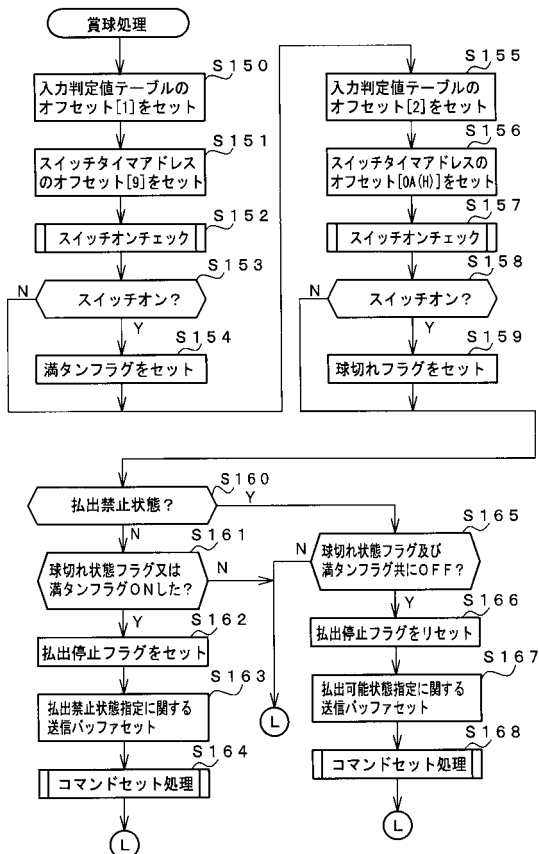 賞球処理
S150
入力判定値テーブルの
オフセット[1]をセット
S151
スイッチタイマアドレス
のオフセット[9]をセット
S152
スイッチオンチェック
S153
スイッチオン?
N
Y
S154
満タンフラグをセット
S155
入力判定値テーブルの
オフセット[2]をセット
S156
スイッチタイマアドレスの
オフセット[0A(H)]をセット
S157
スイッチオンチェック
S158
スイッチオン?
N
Y
S159
球切れフラグをセット
S160
払出禁止状態?
Y
N
S161
球切れ状態フラグ又は
満タンフラグONした?
N
Y
S162
払出停止フラグをセット
S163
払出禁止状態指定に関する
送信バッファセット
S164
コマンドセット処理
L
S165
球切れ状態フラグ及び
満タンフラグ共にOFF?
N
Y
L
S166
払出停止フラグをリセット
S167
払出可能状態指定に関する
送信バッファセット
S168
コマンドセット処理
L